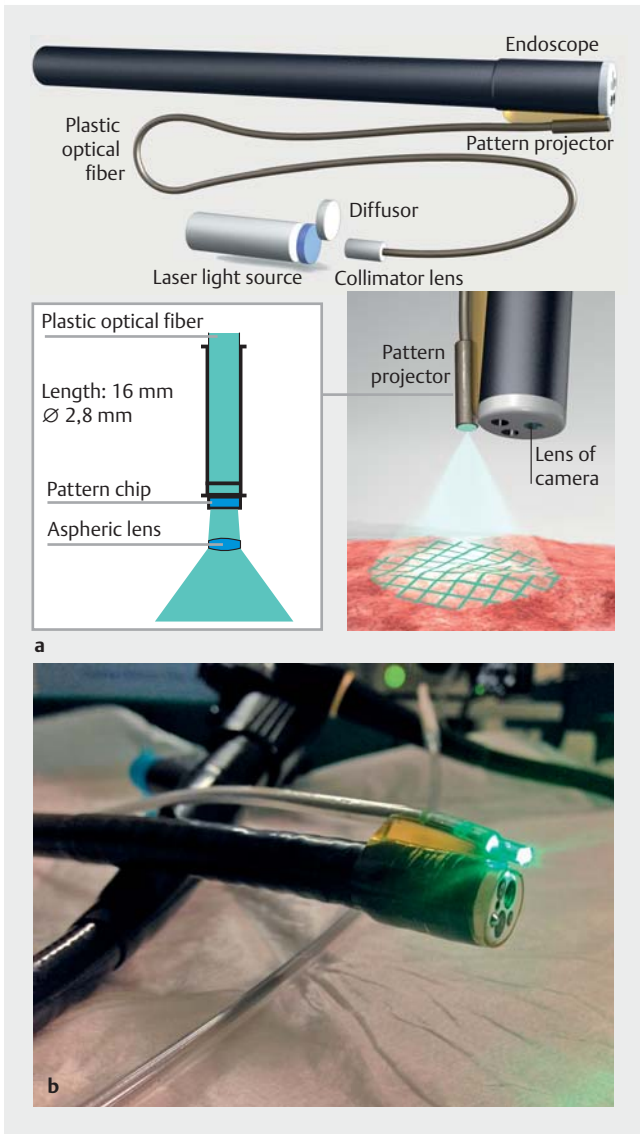 Endoscope
Plastic
optical
fiber
Pattern projector
Diffusor
Laser light source
Collimator lens
Plastic optical fiber
Length: 16 mm
∅ 2,8 mm
Pattern chip
Aspheric lens
Pattern
projector
Lens of
camera
a
b